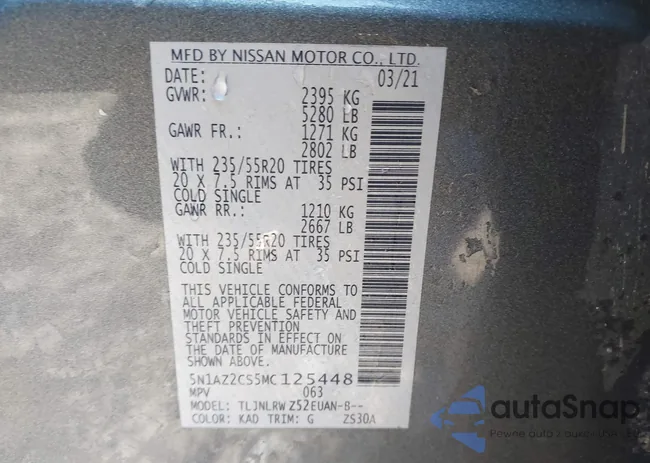 MFD BY NISSAN MOTOR CO., LTD.
DATE: 03/21
GVWR: 2395 KG
5280 LB
GAWR FR.: 1271 KG
2802 LB
WITH 235/55R20 TIRES
20 X 7.5 RIMS AT 35 PSI
COLD SINGLE
GAWR RR.: 1210 KG
2667 LB
WITH 235/55R20 TIRES
20 X 7.5 RIMS AT 35 PSI
COLD SINGLE
THIS VEHICLE CONFORMS TO
ALL APPLICABLE FEDERAL
MOTOR VEHICLE SAFETY AND
THEFT PREVENTION
STANDARDS IN EFFECT ON
THE DATE OF MANUFACTURE
SHOWN ABOVE.
5N1AZ2CS5MC125448
MPV 063
MODEL: TLJNLRW Z52EUAN-B--
COLOR: KAD TRIM: G ZS30A
autoSnap
Pewne auto z aukcji w USA